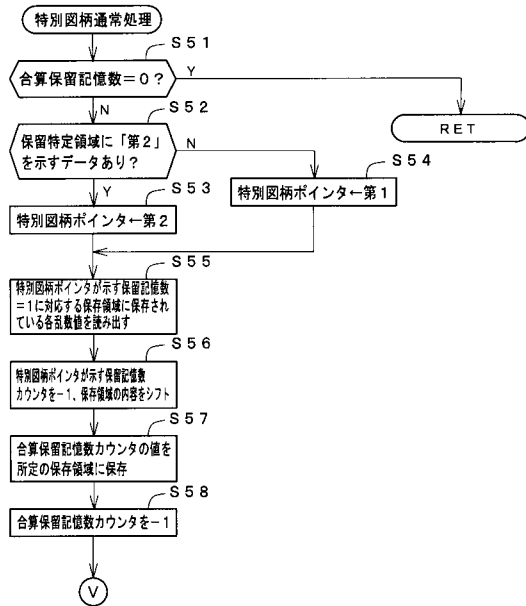 特別図柄通常処理
S51
合算保留記憶数=0?
Y
N
RET
S52
保留特定領域に「第2」
を示すデータあり?
N
Y
S54
特別図柄ポインタ←第1
S53
特別図柄ポインタ←第2
S55
特別図柄ポインタが示す保留記憶数
=1に対応する保存領域に保存され
ている各乱数値を読み出す
S56
特別図柄ポインタが示す保留記憶数
カウンタを-1、保存領域の内容をシフト
S57
合算保留記憶数カウンタの値を
所定の保存領域に保存
S58
合算保留記憶数カウンタを-1
V